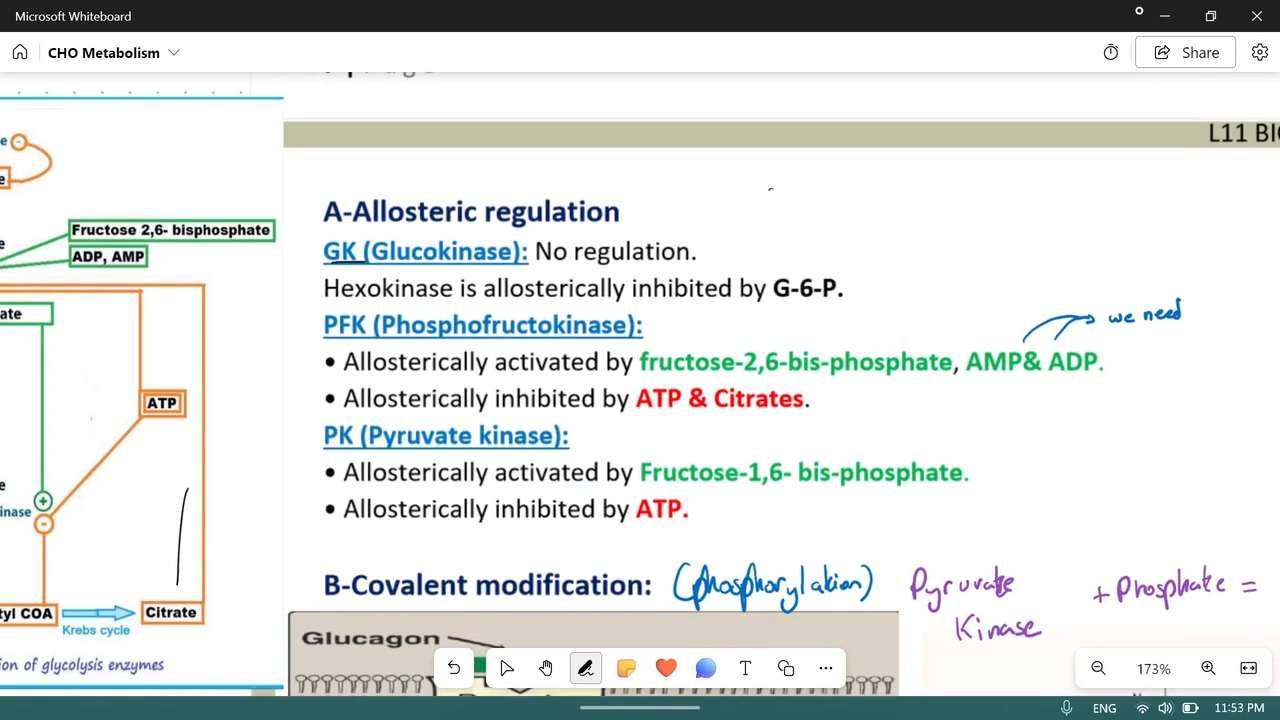 Microsoft Whiteboard
CHO Metabolism
Share
L11 BIO
e
e
Fructose 2,6- bisphosphate
e
ADP, AMP
ate
ATP
e
inase
tyl COA
Krebs cycle
Citrate
ion of glycolysis enzymes
A-Allosteric regulation
GK (Glucokinase): No regulation.
Hexokinase is allosterically inhibited by G-6-P.
PFK (Phosphofructokinase):
we need
• Allosterically activated by fructose-2,6-bis-phosphate, AMP& ADP.
• Allosterically inhibited by ATP & Citrates.
PK (Pyruvate kinase):
• Allosterically activated by Fructose-1,6- bis-phosphate.
• Allosterically inhibited by ATP.
B-Covalent modification: (phosphorylation)
Pyruvate Kinase + Phosphate =
Glucagon
173%
ENG
11:53 PM